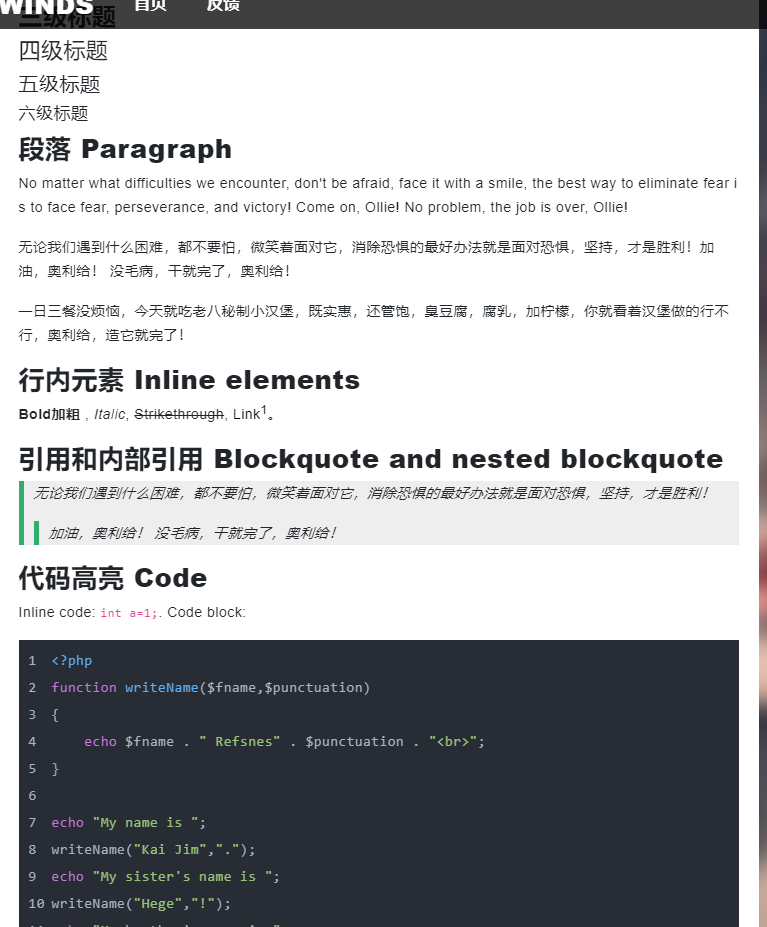 WINDS 首页 反馈
三级标题
四级标题
五级标题
六级标题
段落 Paragraph
No matter what difficulties we encounter, don't be afraid, face it with a smile, the best way to eliminate fear i
s to face fear, perseverance, and victory! Come on, Ollie! No problem, the job is over, Ollie!
无论我们遇到什么困难，都不要怕，微笑着面对它，消除恐惧的最好办法就是面对恐惧，坚持，才是胜利！加
油，奥利给！ 没毛病，干就完了，奥利给！
一日三餐没烦恼，今天就吃老八秘制小汉堡，既实惠，还管饱，臭豆腐，腐乳，加柠檬，你就看着汉堡做的行不
行，奥利给，造它就完了！
行内元素 Inline elements
Bold加粗 , Italic, Strikethrough, Link1。
引用和内部引用 Blockquote and nested blockquote
无论我们遇到什么困难，都不要怕，微笑着面对它，消除恐惧的最好办法就是面对恐惧，坚持，才是胜利！
加油，奥利给！ 没毛病，干就完了，奥利给！
代码高亮 Code
Inline code: int a=1;. Code block:
1 <?php
2 function writeName($fname,$punctuation)
3 {
4     echo $fname . " Refsnes" . $punctuation . "<br>";
5 }
6
7 echo "My name is ";
8 writeName("Kai Jim",".");
9 echo "My sister's name is ";
10 writeName("Hege","!");